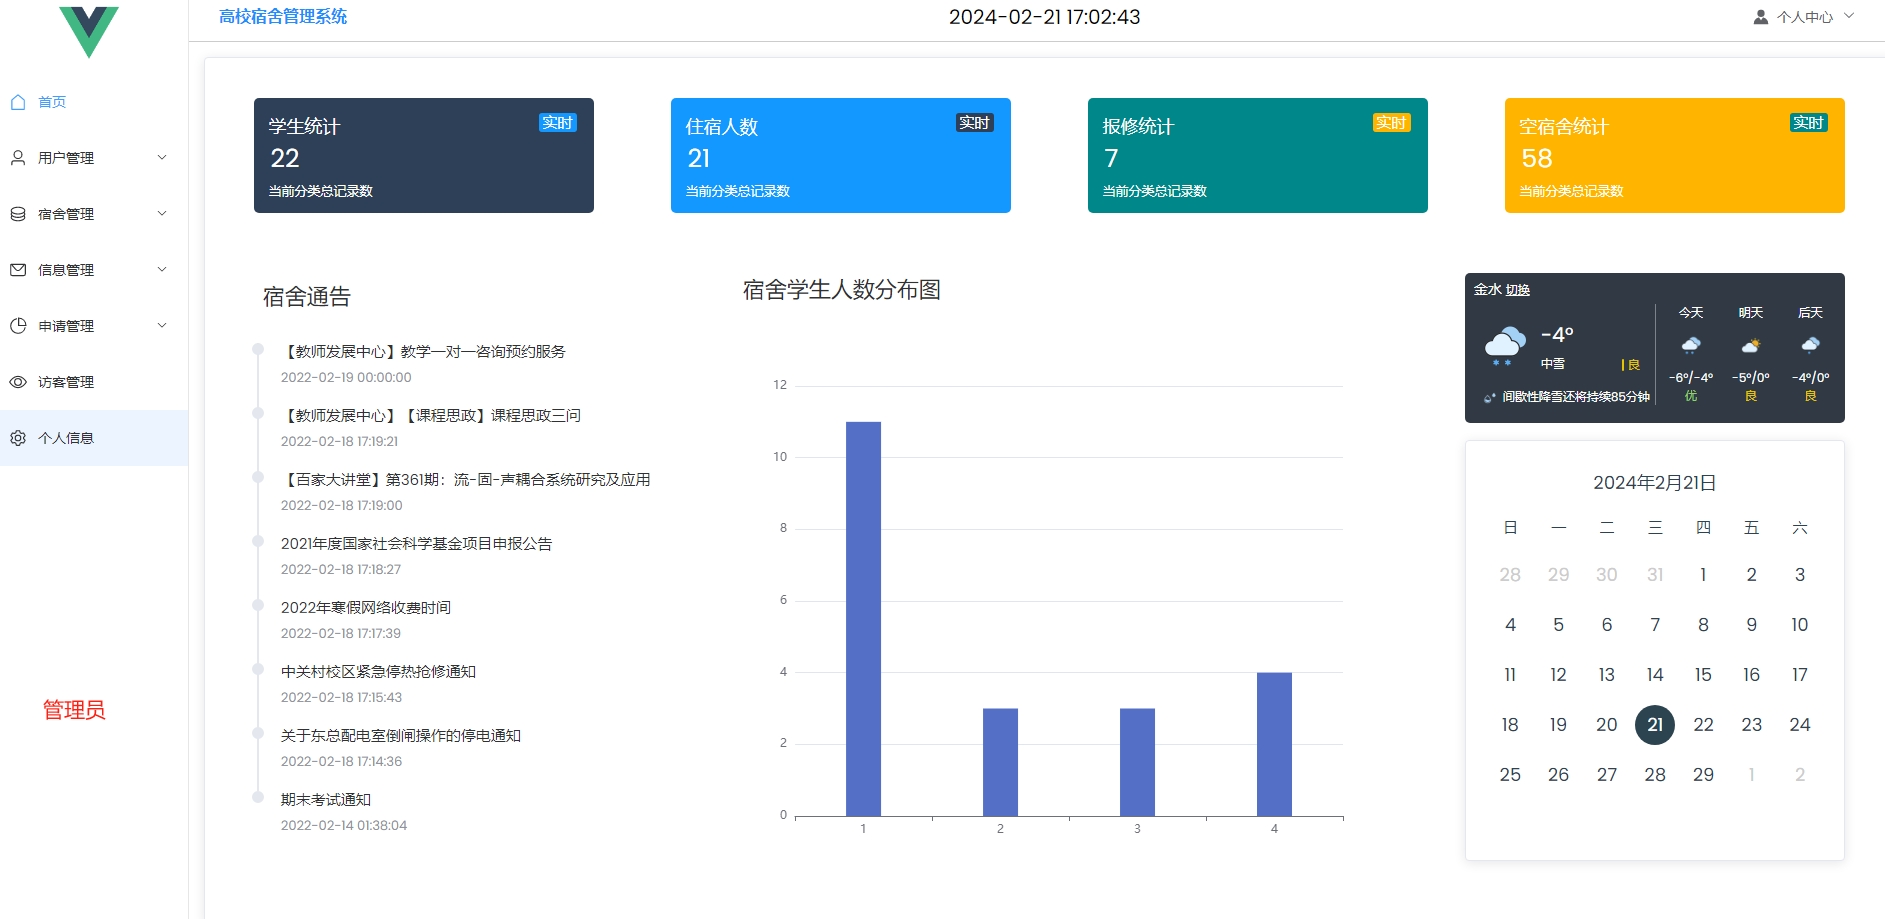 高校宿舍管理系统
2024-02-21 17:02:43
个人中心
首页
用户管理
宿舍管理
信息管理
申请管理
访客管理
个人信息
管理员
学生统计
实时
22
当前分类总记录数
住宿人数
实时
21
当前分类总记录数
报修统计
实时
7
当前分类总记录数
空宿舍统计
实时
58
当前分类总记录数
宿舍通告
【教师发展中心】教学一对一咨询预约服务
2022-02-19 00:00:00
【教师发展中心】【课程思政】课程思政三问
2022-02-18 17:19:21
【百家大讲堂】第361期：流-固-声耦合系统研究及应用
2022-02-18 17:19:00
2021年度国家社会科学基金项目申报公告
2022-02-18 17:18:27
2022年寒假网络收费时间
2022-02-18 17:17:39
中关村校区紧急停热抢修通知
2022-02-18 17:15:43
关于东总配电室倒闸操作的停电通知
2022-02-18 17:14:36
期末考试通知
2022-02-14 01:38:04
宿舍学生人数分布图
12
10
8
6
4
2
0
1 2 3 4
金水 切换
-4°
中雪
良
间歇性降雪还将持续85分钟
今天 明天 后天
-6°/-4° -5°/0° -4°/0°
优 良 良
2024年2月21日
日 一 二 三 四 五 六
28 29 30 31 1 2 3
4 5 6 7 8 9 10
11 12 13 14 15 16 17
18 19 20 21 22 23 24
25 26 27 28 29 1 2